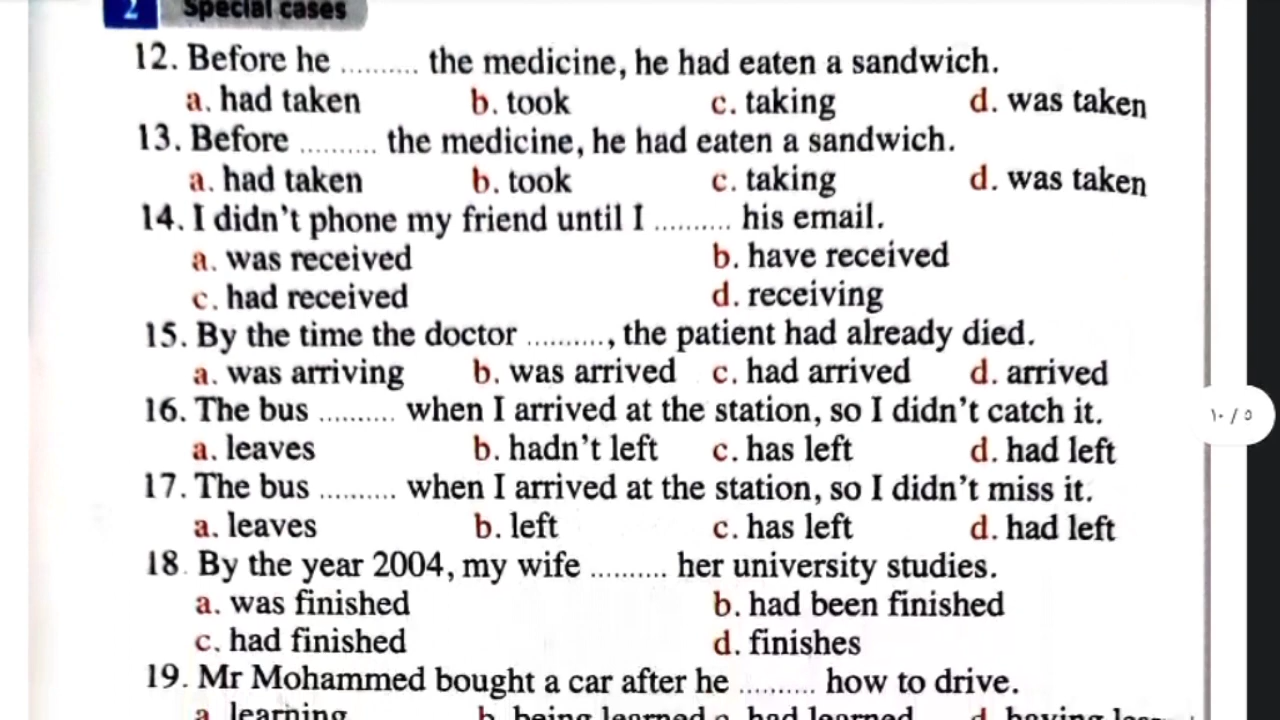 2 Special cases
12. Before he .......... the medicine, he had eaten a sandwich.
a. had taken b. took c. taking d. was taken
13. Before .......... the medicine, he had eaten a sandwich.
a. had taken b. took c. taking d. was taken
14. I didn't phone my friend until I .......... his email.
a. was received b. have received
c. had received d. receiving
15. By the time the doctor .........., the patient had already died.
a. was arriving b. was arrived c. had arrived d. arrived
16. The bus .......... when I arrived at the station, so I didn't catch it.
a. leaves b. hadn't left c. has left d. had left
١٠ / ٥
17. The bus .......... when I arrived at the station, so I didn't miss it.
a. leaves b. left c. has left d. had left
18. By the year 2004, my wife .......... her university studies.
a. was finished b. had been finished
c. had finished d. finishes
19. Mr Mohammed bought a car after he .......... how to drive.
a. learning b. being learned c. had learned d. having